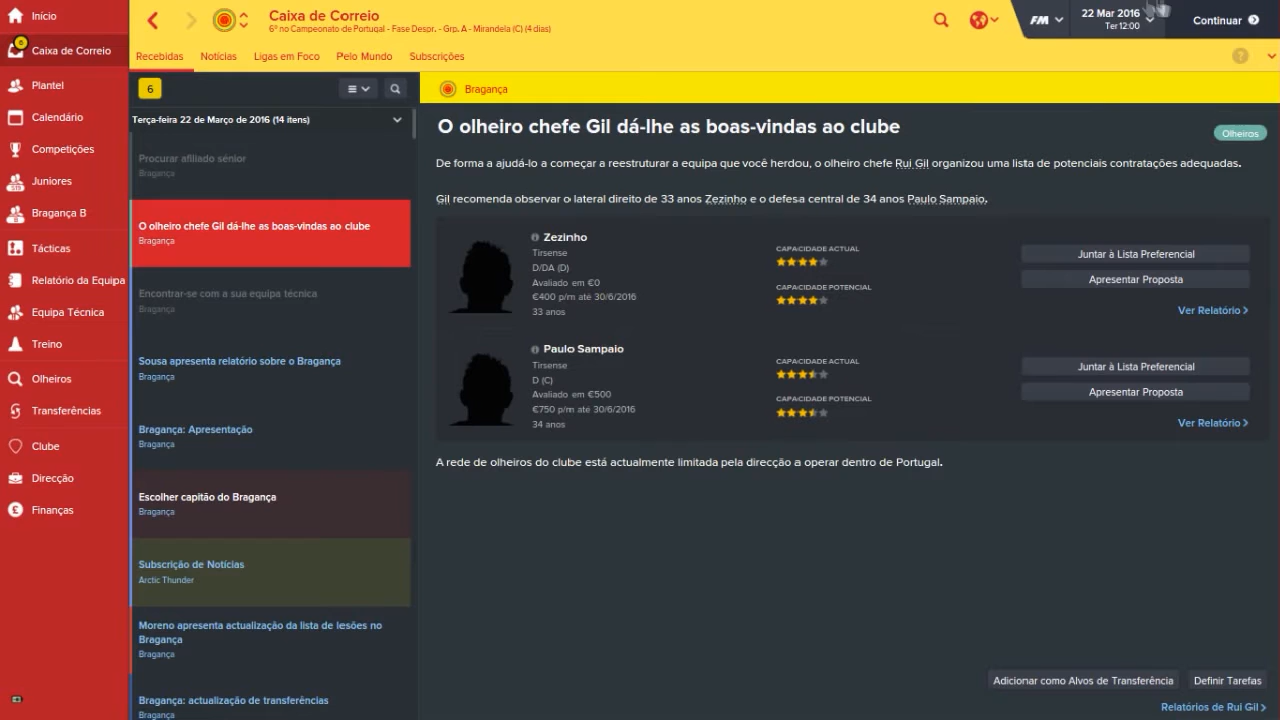 Início
6
Caixa de Correio
Plantel
Calendário
Competições
Juniores
Bragança B
Tácticas
Relatório da Equipa
Equipa Técnica
Treino
Olheiros
Transferências
Clube
Direcção
Finanças
Caixa de Correio
6º no Campeonato de Portugal - Fase Despr. - Grp. A - Mirandela (C) (4 dias)
FM
22 Mar 2016
Ter 12:00
Continuar
Recebidas Notícias Ligas em Foco Pelo Mundo Subscrições
?
6
Terça-feira 22 de Março de 2016 (14 itens)
Procurar afiliado sénior
Bragança
O olheiro chefe Gil dá-lhe as boas-vindas ao clube
Bragança
Encontrar-se com a sua equipa técnica
Bragança
Sousa apresenta relatório sobre o Bragança
Bragança
Bragança: Apresentação
Bragança
Escolher capitão do Bragança
Bragança
Subscrição de Notícias
Arctic Thunder
Moreno apresenta actualização da lista de lesões no
Bragança
Bragança
Bragança: actualização de transferências
Bragança
Bragança
O olheiro chefe Gil dá-lhe as boas-vindas ao clube
Olheiros
De forma a ajudá-lo a começar a reestruturar a equipa que você herdou, o olheiro chefe Rui Gil organizou uma lista de potenciais contratações adequadas.
Gil recomenda observar o lateral direito de 33 anos Zezinho e o defesa central de 34 anos Paulo Sampaio.
Zezinho
Tirsense
D/DA (D)
Avaliado em €0
€400 p/m até 30/6/2016
33 anos
CAPACIDADE ACTUAL
CAPACIDADE POTENCIAL
Juntar à Lista Preferencial
Apresentar Proposta
Ver Relatório
Paulo Sampaio
Tirsense
D (C)
Avaliado em €500
€750 p/m até 30/6/2016
34 anos
CAPACIDADE ACTUAL
CAPACIDADE POTENCIAL
Juntar à Lista Preferencial
Apresentar Proposta
Ver Relatório
A rede de olheiros do clube está actualmente limitada pela direcção a operar dentro de Portugal.
Adicionar como Alvos de Transferência
Definir Tarefas
Relatórios de Rui Gil